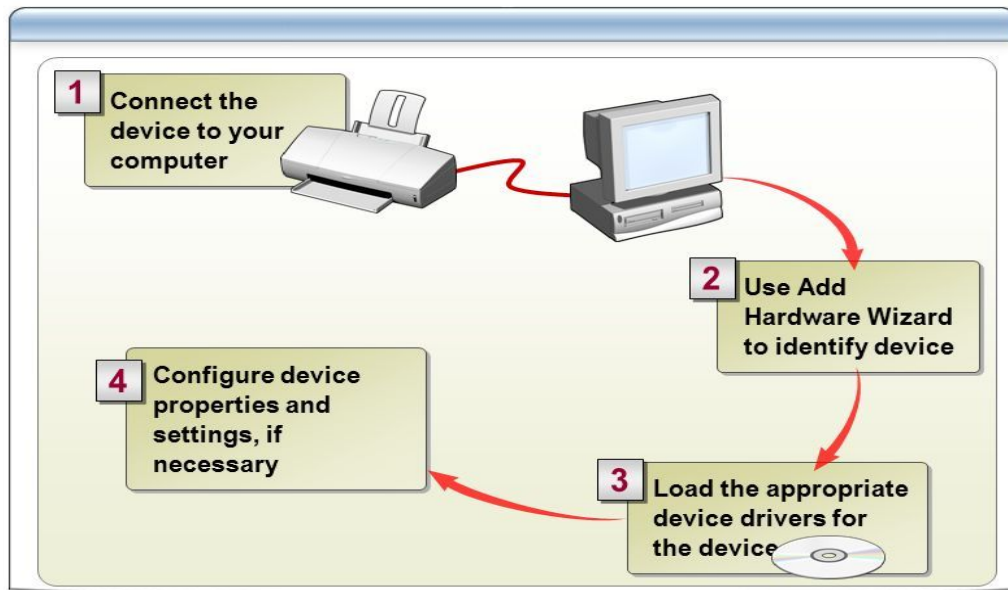 1
Connect the
device to your
computer
2
Use Add
Hardware Wizard
to identify device
3
Load the appropriate
device drivers for
the device
4
Configure device
properties and
settings, if
necessary